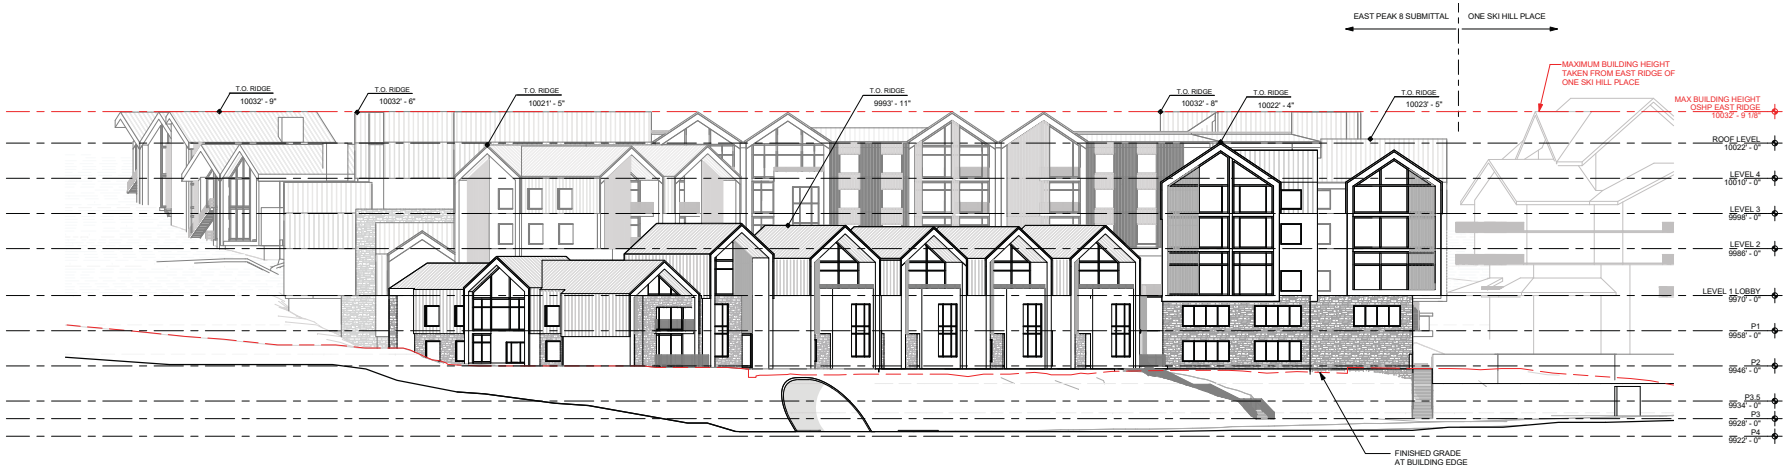 EAST PEAK 8 SUBMITTAL
ONE SKI HILL PLACE
MAXIMUM BUILDING HEIGHT
TAKEN FROM EAST RIDGE OF
ONE SKI HILL PLACE
T.O. RIDGE
10032' - 9"
T.O. RIDGE
10032' - 6"
T.O. RIDGE
10021' - 5"
T.O. RIDGE
9993' - 11"
T.O. RIDGE
10032' - 8"
T.O. RIDGE
10022' - 4"
T.O. RIDGE
10023' - 5"
MAX BUILDING HEIGHT
OSHP EAST RIDGE
10032' - 9 1/8"
ROOF LEVEL
10022' - 0"
LEVEL 4
10010' - 0"
LEVEL 3
9998' - 0"
LEVEL 2
9986' - 0"
LEVEL 1 LOBBY
9970' - 0"
P1
9958' - 0"
P2
9946' - 0"
P3.5
9934' - 0"
P3
9928' - 0"
P4
9922' - 0"
FINISHED GRADE
AT BUILDING EDGE